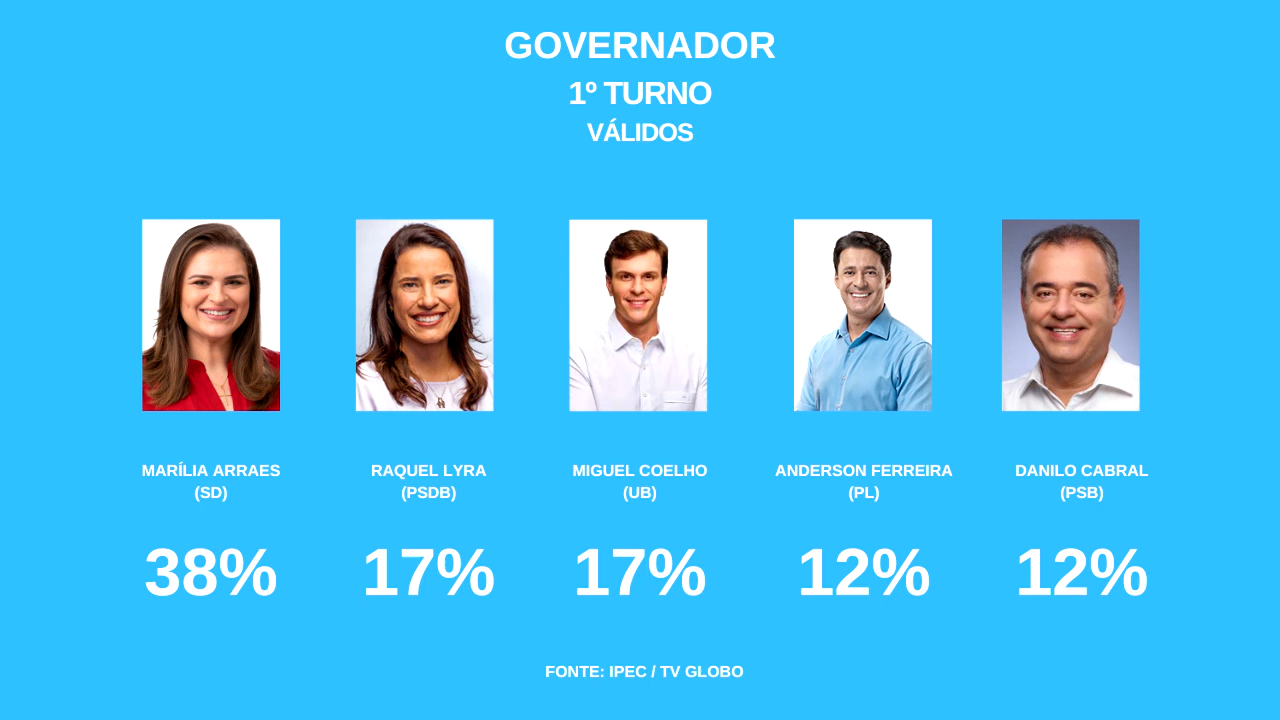 GOVERNADOR
1º TURNO
VÁLIDOS
MARÍLIA ARRAES
(SD)
38%
RAQUEL LYRA
(PSDB)
17%
MIGUEL COELHO
(UB)
17%
ANDERSON FERREIRA
(PL)
12%
DANILO CABRAL
(PSB)
12%
FONTE: IPEC / TV GLOBO